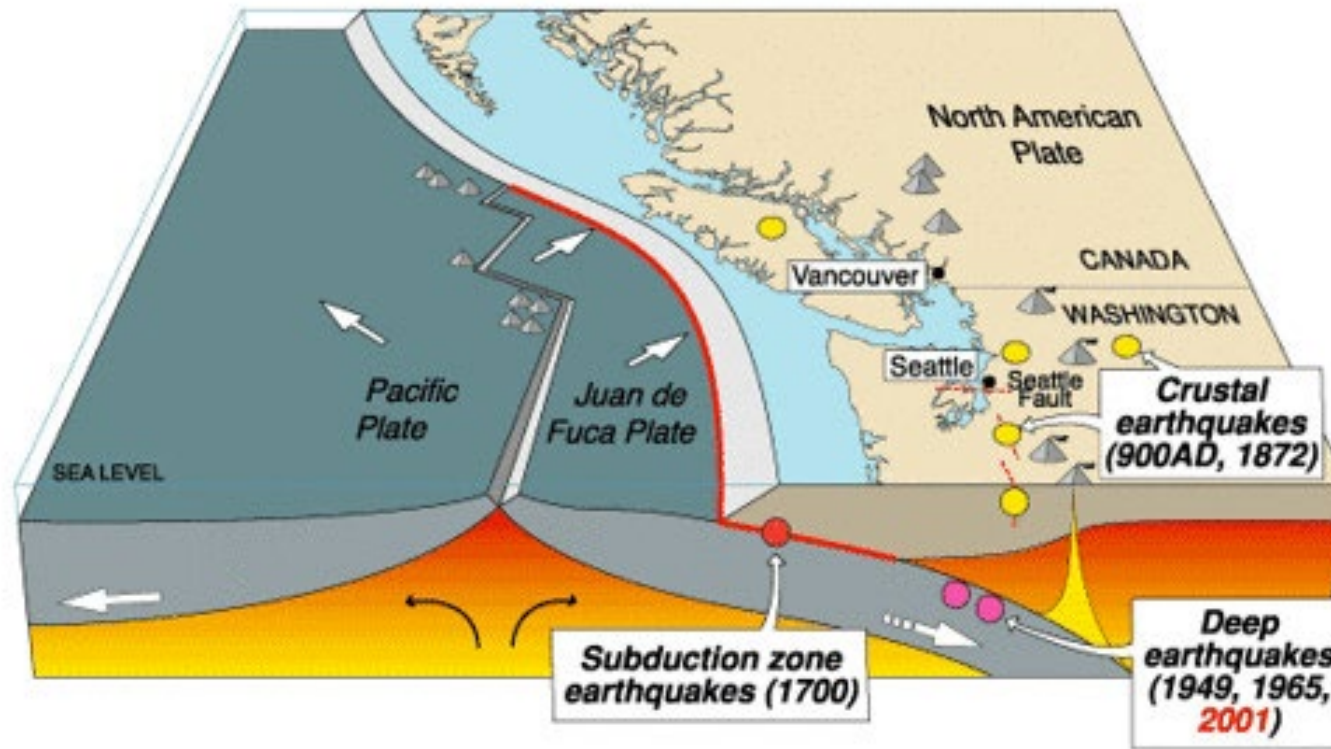 North American
Plate
CANADA
Vancouver
WASHINGTON
Seattle
Seattle
Fault
Crustal
earthquakes
(900AD, 1872)
Pacific
Plate
Juan de
Fuca Plate
SEA LEVEL
Subduction zone
earthquakes (1700)
Deep
earthquakes
(1949, 1965,
2001)